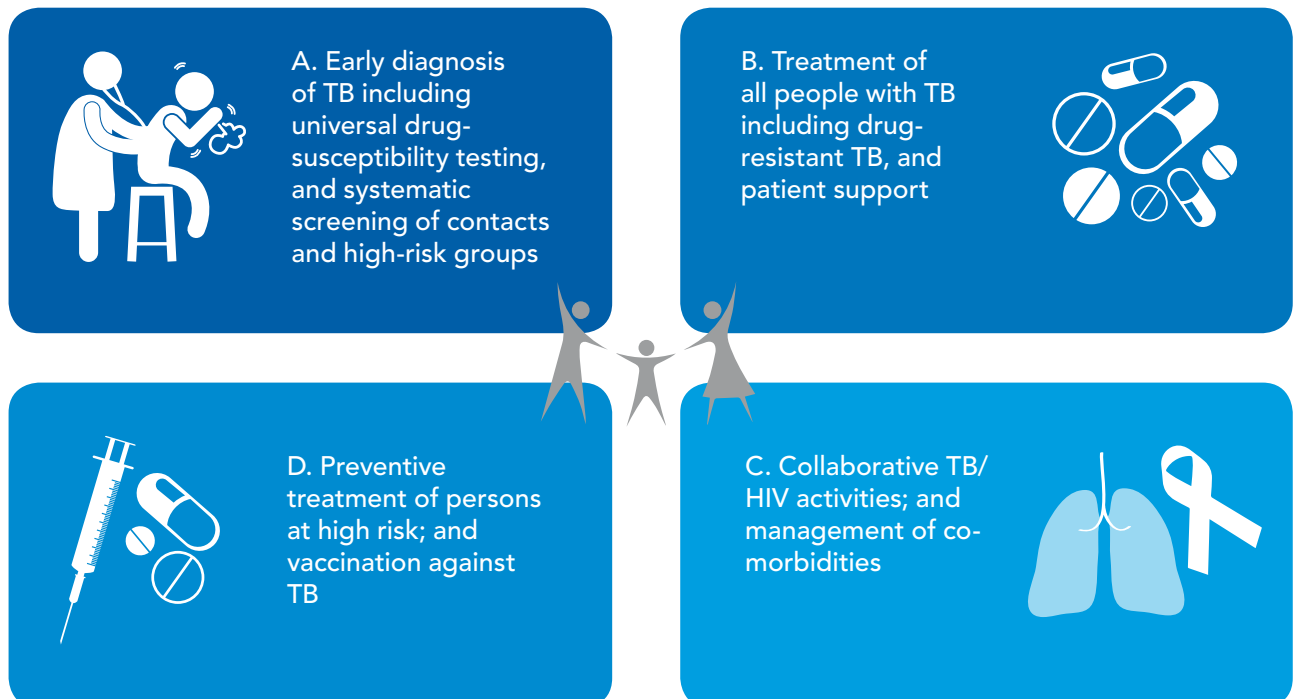 A. Early diagnosis
of TB including
universal drug-
susceptibility testing,
and systematic
screening of contacts
and high-risk groups
B. Treatment of
all people with TB
including drug-
resistant TB, and
patient support
D. Preventive
treatment of persons
at high risk; and
vaccination against
TB
C. Collaborative TB/
HIV activities; and
management of co-
morbidities